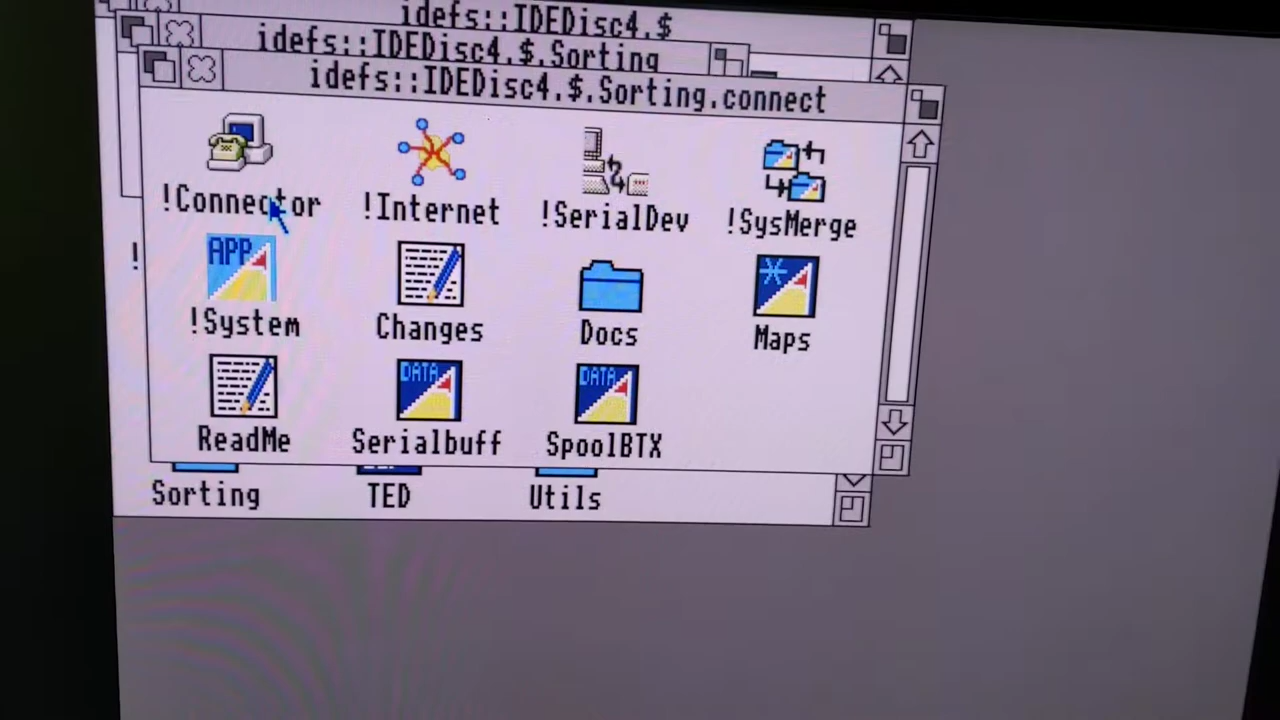 idefs::IDEDisc4.$
idefs::IDEDisc4.$.Sorting
idefs::IDEDisc4.$.Sorting.connect
!Connector !Internet !SerialDev !SysMerge
APP
!System Changes Docs Maps
DATA DATA
ReadMe Serialbuff SpoolBTX
Sorting TED Utils